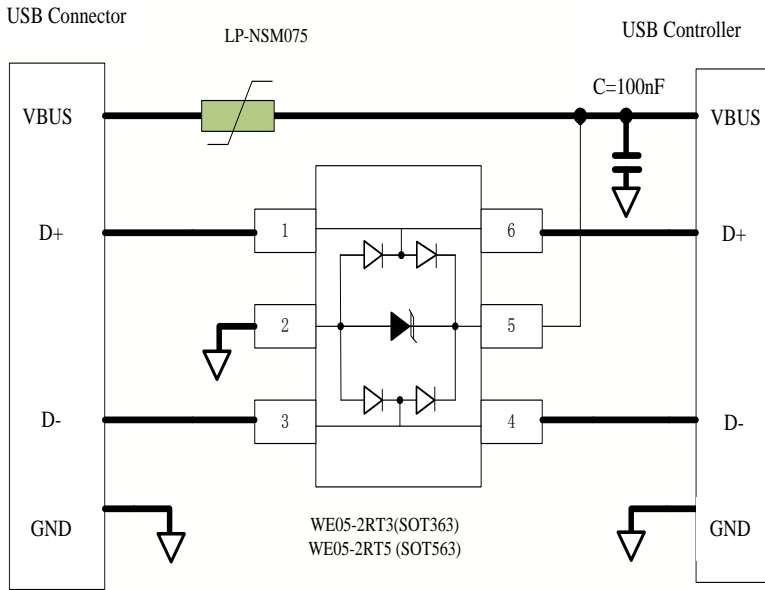 USB Connector
LP-NSM075
USB Controller
C=100nF
VBUS
VBUS
D+
1
6
D+
2
5
D-
3
4
D-
GND
GND
WE05-2RT3(SOT363)
WE05-2RT5 (SOT563)